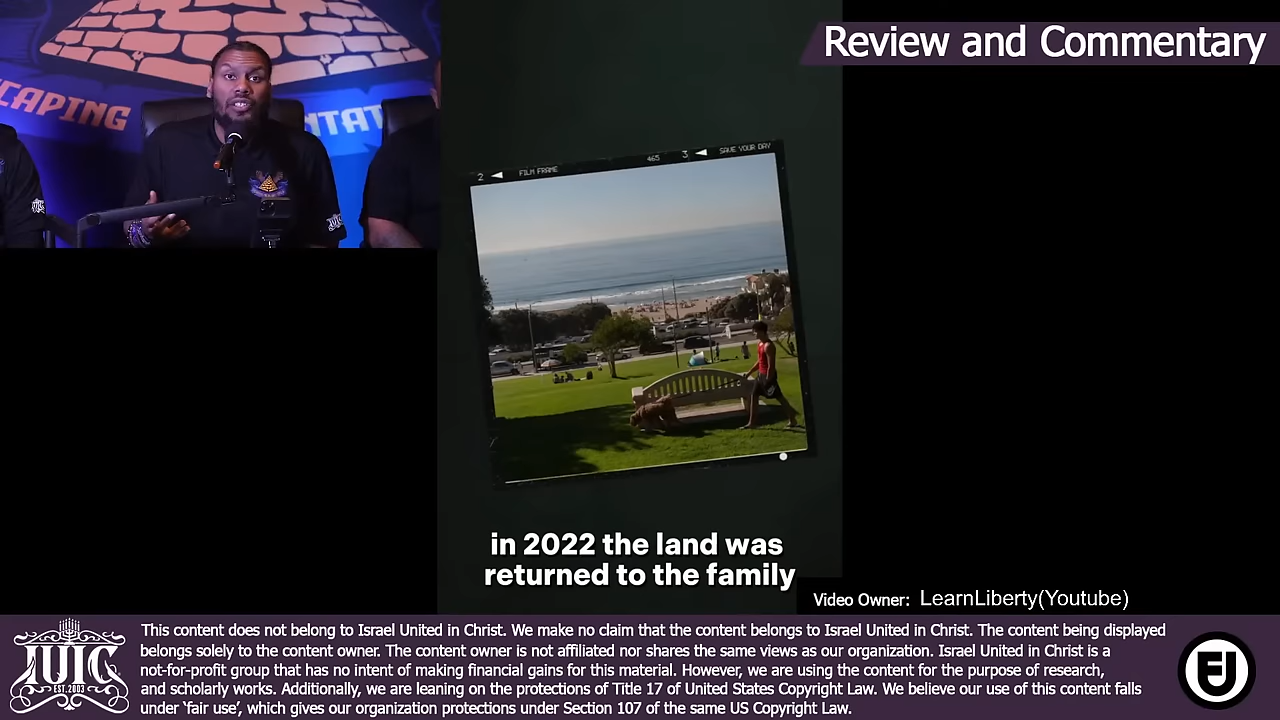 Review and Commentary
CAPING
NTAT
IUIC
IUIC
2
FILM FRAME
465
3
SAVE YOUR DAY
in 2022 the land was
returned to the family
Video Owner: LearnLiberty(Youtube)
IUIC
EST.2003
This content does not belong to Israel United in Christ. We make no claim that the content belongs to Israel United in Christ. The content being displayed
belongs solely to the content owner. The content owner is not affiliated nor shares the same views as our organization. Israel United in Christ is a
not-for-profit group that has no intent of making financial gains for this material. However, we are using the content for the purpose of research,
and scholarly works. Additionally, we are leaning on the protections of Title 17 of United States Copyright Law. We believe our use of this content falls
under ‘fair use’, which gives our organization protections under Section 107 of the same US Copyright Law.